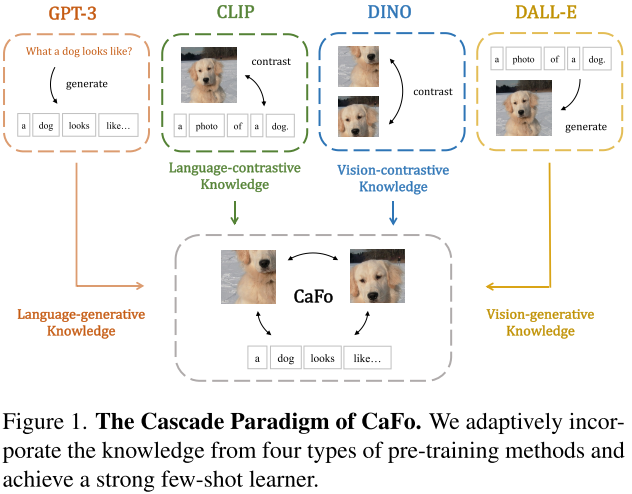 GPT-3
CLIP
DINO
DALL-E
What a dog looks like?
generate
a dog looks like…
contrast
a photo of a dog.
contrast
a photo of a dog.
generate
Language-contrastive
Knowledge
Vision-contrastive
Knowledge
CaFo
a dog looks like…
Language-generative
Knowledge
Vision-generative
Knowledge
Figure 1. The Cascade Paradigm of CaFo. We adaptively incor-
porate the knowledge from four types of pre-training methods and
achieve a strong few-shot learner.